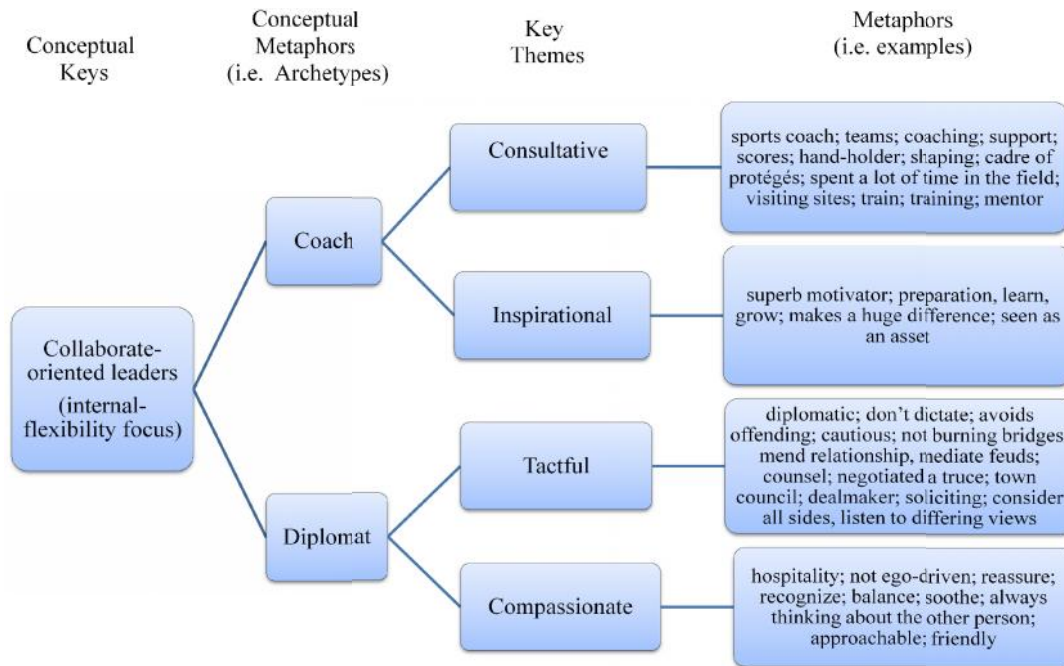 Conceptual
Keys
Conceptual
Metaphors
(i.e. Archetypes)
Key
Themes
Metaphors
(i.e. examples)
Collaborate-
oriented leaders
(internal-
flexibility focus)
Coach
Diplomat
Consultative
Inspirational
Tactful
Compassionate
sports coach; teams; coaching; support;
scores; hand-holder; shaping; cadre of
protégés; spent a lot of time in the field;
visiting sites; train; training; mentor
superb motivator; preparation, learn,
grow; makes a huge difference; seen as
an asset
diplomatic; don’t dictate; avoids
offending; cautious; not burning bridges
mend relationship, mediate feuds;
counsel; negotiated a truce; town
council; dealmaker; soliciting; consider
all sides, listen to differing views
hospitality; not ego-driven; reassure;
recognize; balance; soothe; always
thinking about the other person;
approachable; friendly